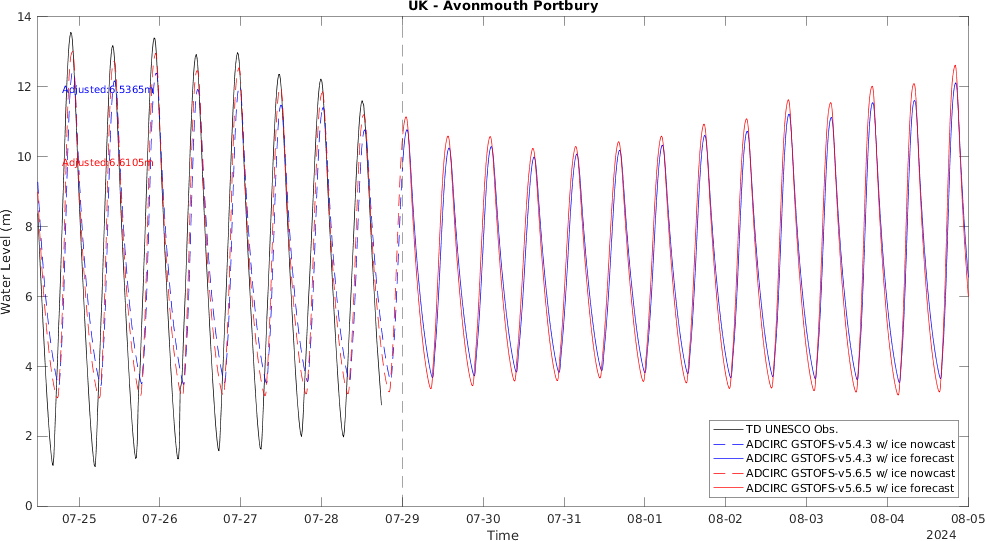 UK - Avonmouth Portbury
14
12
10
8
6
4
2
0
Water Level (m)
Adjusted:6.5365m
Adjusted:6.6105m
TD UNESCO Obs.
ADCIRC GSTOFS-v5.4.3 w/ ice nowcast
ADCIRC GSTOFS-v5.4.3 w/ ice forecast
ADCIRC GSTOFS-v5.6.5 w/ ice nowcast
ADCIRC GSTOFS-v5.6.5 w/ ice forecast
07-25 07-26 07-27 07-28 07-29 07-30 07-31 08-01 08-02 08-03 08-04 08-05
Time
2024